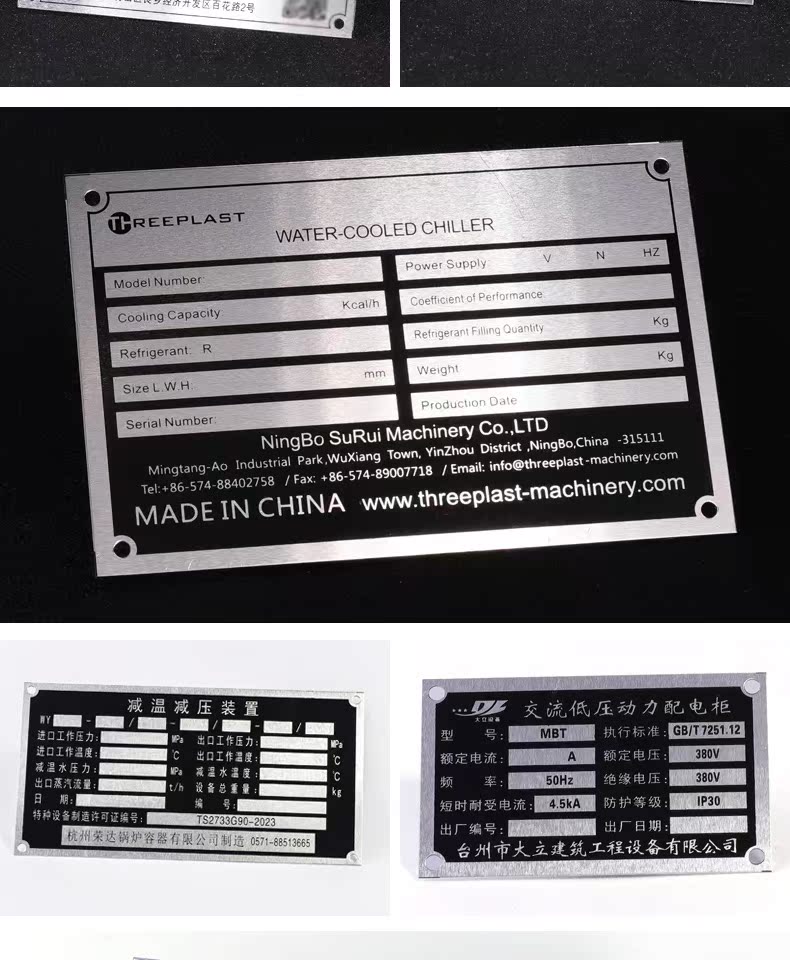 经济开发区百花路2号
THREEPLAST
WATER-COOLED CHILLER
Model Number
Cooling Capacity Kcal/h
Refrigerant: R
Size L.W.H: mm
Serial Number:
Power Supply V N HZ
Coefficient of Performance
Refrigerant Filling Quantity Kg
Weight Kg
Production Date
NingBo SuRui Machinery Co.,LTD
Mingtang-Ao Industrial Park,WuXiang Town, YinZhou District ,NingBo,China -315111
Tel:+86-574-88402758 / Fax: +86-574-89007718 / Email: info@threeplast-machinery.com
MADE IN CHINA www.threeplast-machinery.com
减温减压装置
WY - / - / - /
进口工作压力: MPa 出口工作压力: MPa
进口工作温度: ℃ 出口工作温度: ℃
减温水压力: MPa 减温水温度: ℃
出口蒸汽流量: t/h 设备总重量: kg
日 期: 编 号:
特种设备制造许可证编号: TS2733G90-2023
杭州荣达锅炉容器有限公司制造 0571-88513665
DL 大立设备
交流低压动力配电柜
型 号: MBT 执行标准: GB/T7251.12
额定电流: A 额定电压: 380V
频 率: 50Hz 绝缘电压: 380V
短时耐受电流: 4.5kA 防护等级: IP30
出厂编号: 出厂日期:
台州市大立建筑工程设备有限公司